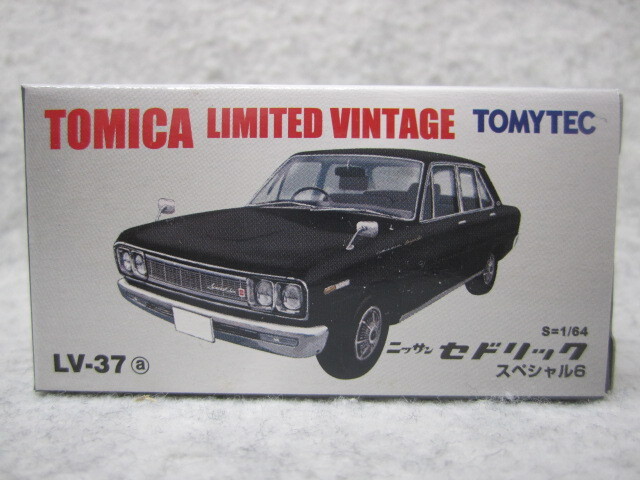 TOMICA LIMITED VINTAGE TOMYTEC
S=1/64
ニッサン セドリック
LV-37 ⓐ スペシャル6